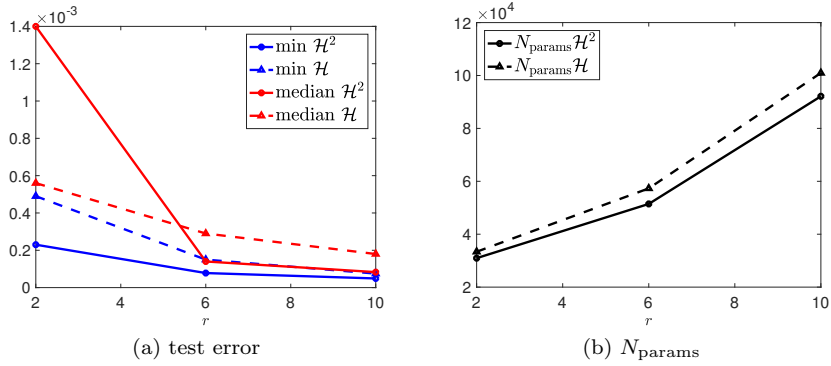 ×10⁻³
1.4
1.2
1
0.8
0.6
0.4
0.2
0
2 4 6 8 10
r
min ℋ²
min ℋ
median ℋ²
median ℋ
(a) test error
×10⁴
12
10
8
6
4
2
2 4 6 8 10
r
N_params ℋ²
N_params ℋ
(b) N_params